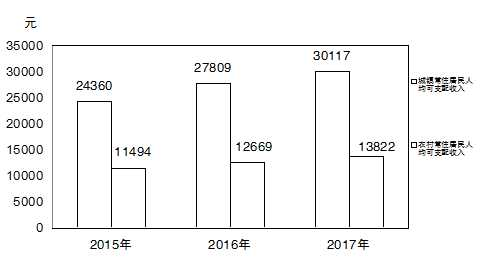 元
35000
30000
25000
20000
15000
10000
5000
0
24360
11494
27809
12669
30117
13822
2015年
2016年
2017年
城镇常住居民人
均可支配收入
农村常住居民人
均可支配收入